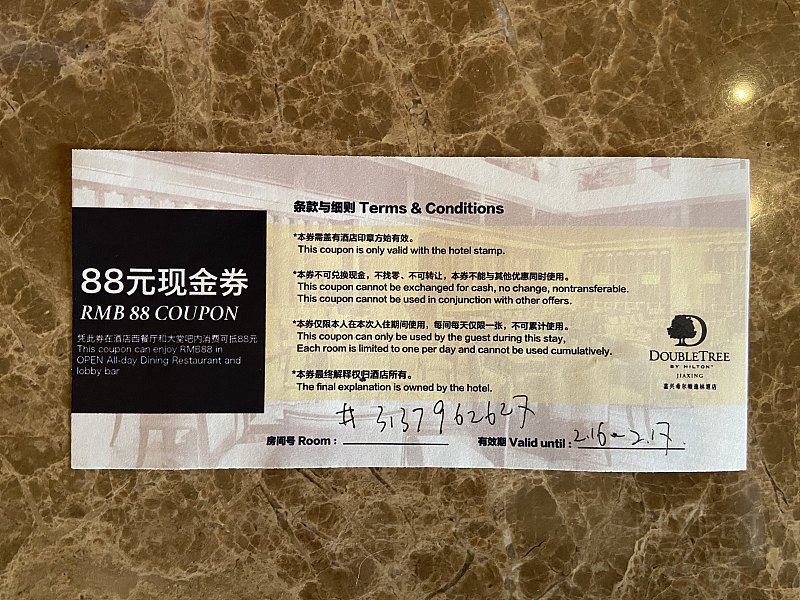 88元现金券
RMB 88 COUPON
凭此券在酒店西餐厅和大堂吧内消费可抵88元
This coupon can enjoy RMB88 in
OPEN All-day Dining Restaurant and
lobby bar
条款与细则 Terms & Conditions
*本券需盖有酒店印章方始有效。
This coupon is only valid with the hotel stamp.
*本券不可兑换现金，不找零、不可转让，本券不能与其他优惠同时使用。
This coupon cannot be exchanged for cash, no change, nontransferable.
This coupon cannot be used in conjunction with other offers.
*本券仅限本人在本次入住期间使用，每间每天仅限一张，不可累计使用。
This coupon can only be used by the guest during this stay,
Each room is limited to one per day and cannot be used cumulatively.
*本券最终解释权归酒店所有。
The final explanation is owned by the hotel.
# 3137962627
房间号 Room :
有效期 Valid until : 2.16 - 2.17.
DOUBLETREE
BY HILTON
JIAXING
嘉兴希尔顿逸林酒店